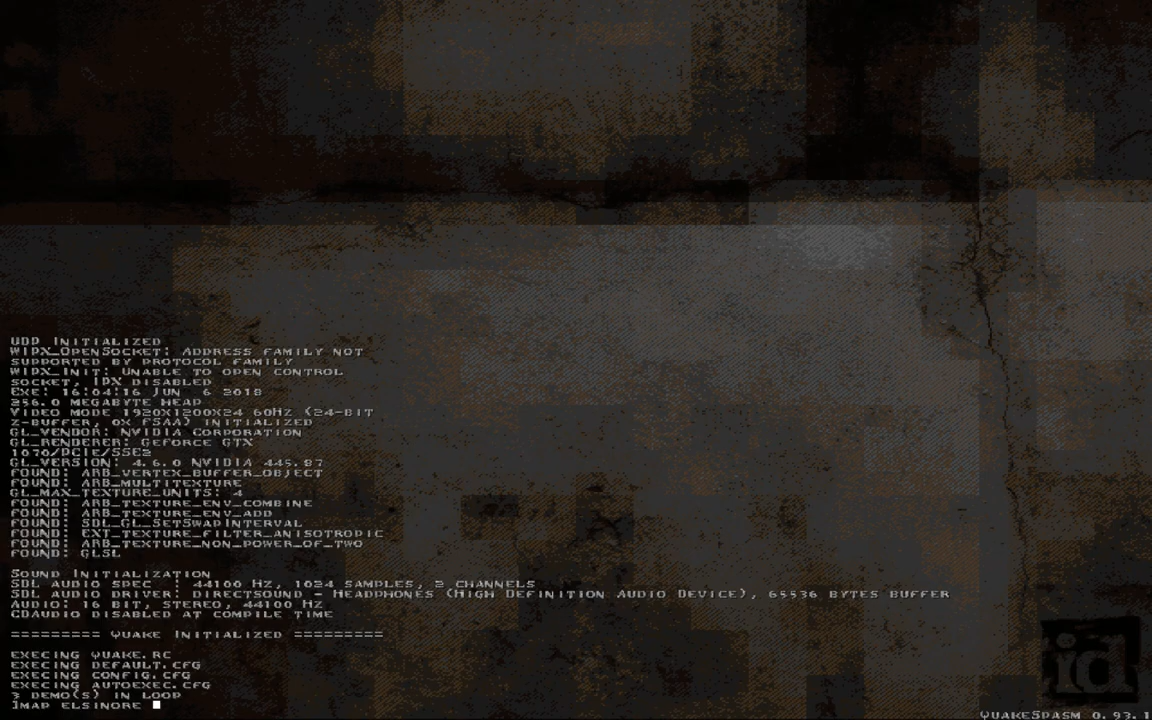 UDP Initialized
WIPX_OpenSocket: Address family not
supported by protocol family
WIPX_Init: Unable to open control
socket, IPX disabled
Exe: 16:04:16 Jun  6 2018
256.0 megabyte heap
Video mode 1920x1200x24 60Hz (24-bit
z-buffer, 0x FSAA) initialized
GL_VENDOR: NVIDIA Corporation
GL_RENDERER: GeForce GTX
1070/PCIe/SSE2
GL_VERSION: 4.6.0 NVIDIA 445.87
FOUND: ARB_vertex_buffer_object
FOUND: ARB_multitexture
GL_MAX_TEXTURE_UNITS: 4
FOUND: ARB_texture_env_combine
FOUND: ARB_texture_env_add
FOUND: SDL_GL_SetSwapInterval
FOUND: EXT_texture_filter_anisotropic
FOUND: ARB_texture_non_power_of_two
FOUND: GLSL
Sound Initialization
SDL audio spec  : 44100 Hz, 1024 samples, 2 channels
SDL audio driver: directsound - Headphones (High Definition Audio Device), 65536 bytes buffer
Audio: 16 bit, stereo, 44100 Hz
CDAudio disabled at compile time
========= Quake Initialized =========
execing quake.rc
execing default.cfg
execing config.cfg
execing autoexec.cfg
3 demo(s) in loop
]map elsinore
id
QuakeSpasm 0.93.1